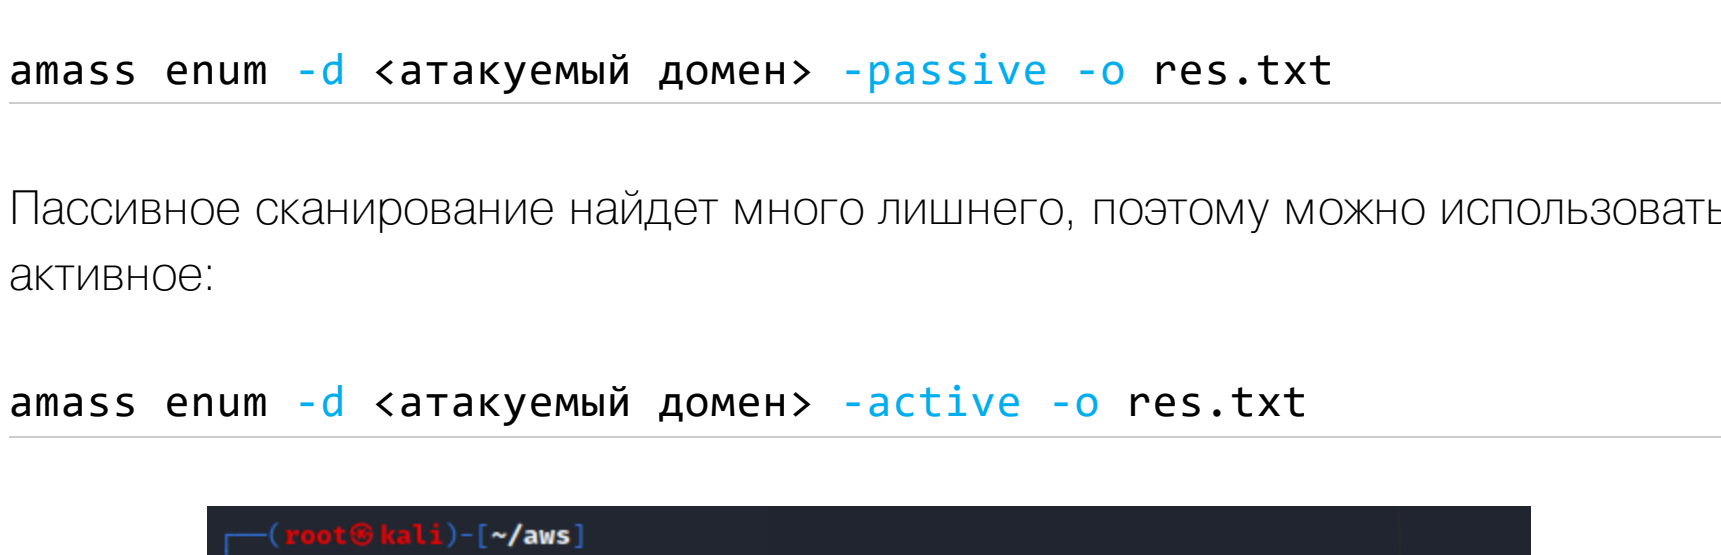 amass enum -d <атакуемый домен> -passive -o res.txt
Пассивное сканирование найдет много лишнего, поэтому можно использовать
активное:
amass enum -d <атакуемый домен> -active -o res.txt
┌──(root㉿kali)-[~/aws]